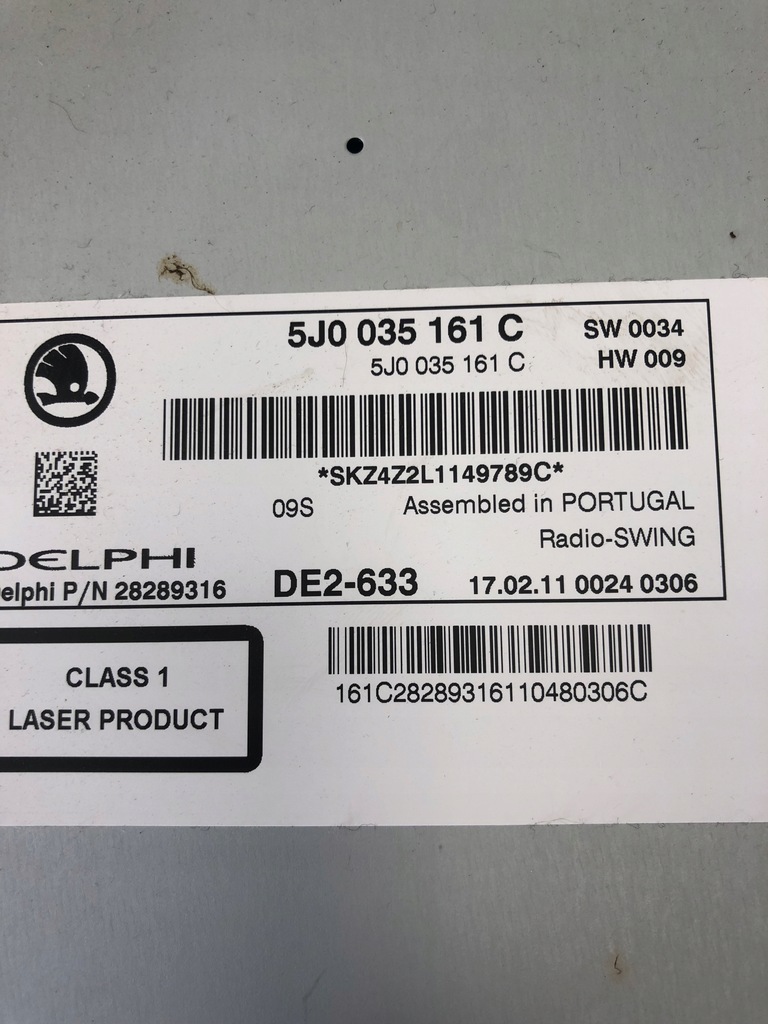 5J0 035 161 C
SW 0034
5J0 035 161 C
HW 009
*SKZ4Z2L1149789C*
09S
Assembled in PORTUGAL
Radio-SWING
DELPHI
elphi P/N 28289316
DE2-633
17.02.11 0024 0306
CLASS 1
LASER PRODUCT
161C28289316110480306C